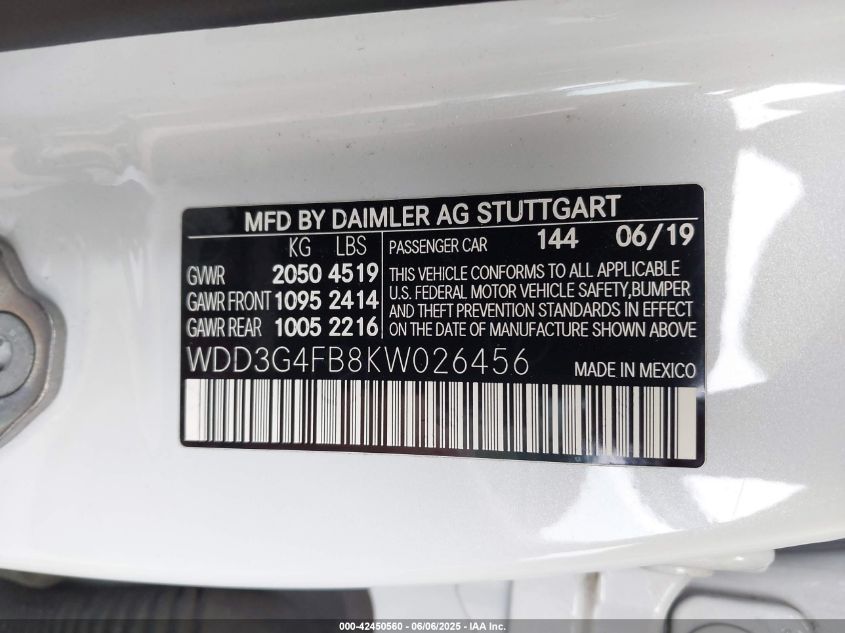 MFD BY DAIMLER AG STUTTGART
KG LBS
GVWR 2050 4519
GAWR FRONT 1095 2414
GAWR REAR 1005 2216
PASSENGER CAR 144 06/19
THIS VEHICLE CONFORMS TO ALL APPLICABLE
U.S. FEDERAL MOTOR VEHICLE SAFETY,BUMPER
AND THEFT PREVENTION STANDARDS IN EFFECT
ON THE DATE OF MANUFACTURE SHOWN ABOVE
WDD3G4FB8KW026456 MADE IN MEXICO
000-42450560 - 06/06/2025 - IAA Inc.